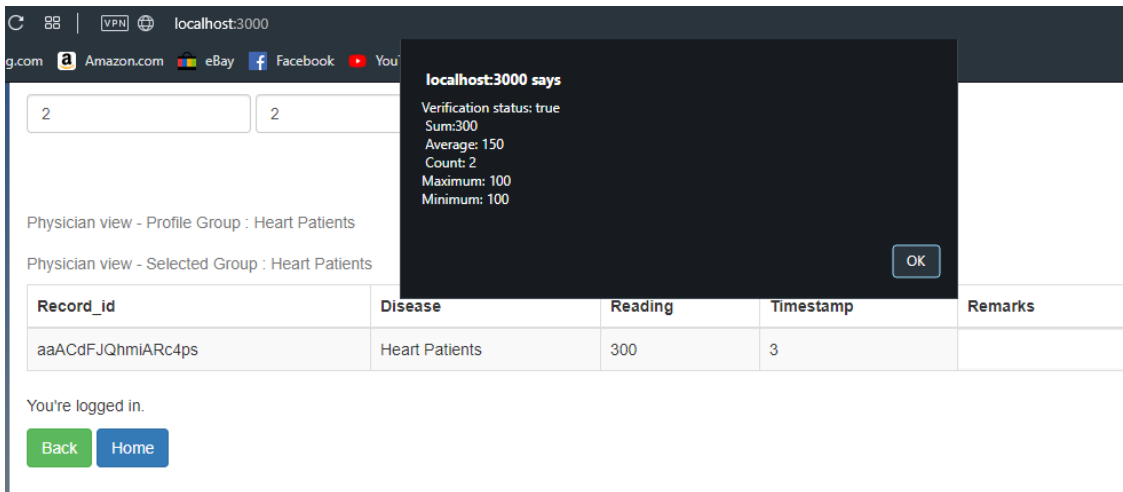 VPN localhost:3000
g.com a Amazon.com eBay Facebook You
localhost:3000 says
Verification status: true
Sum:300
Average: 150
Count: 2
Maximum: 100
Minimum: 100
OK
2 2
Physician view - Profile Group : Heart Patients
Physician view - Selected Group : Heart Patients
Record_id Disease Reading Timestamp Remarks
aaACdFJQhmiARc4ps Heart Patients 300 3
You're logged in.
Back Home